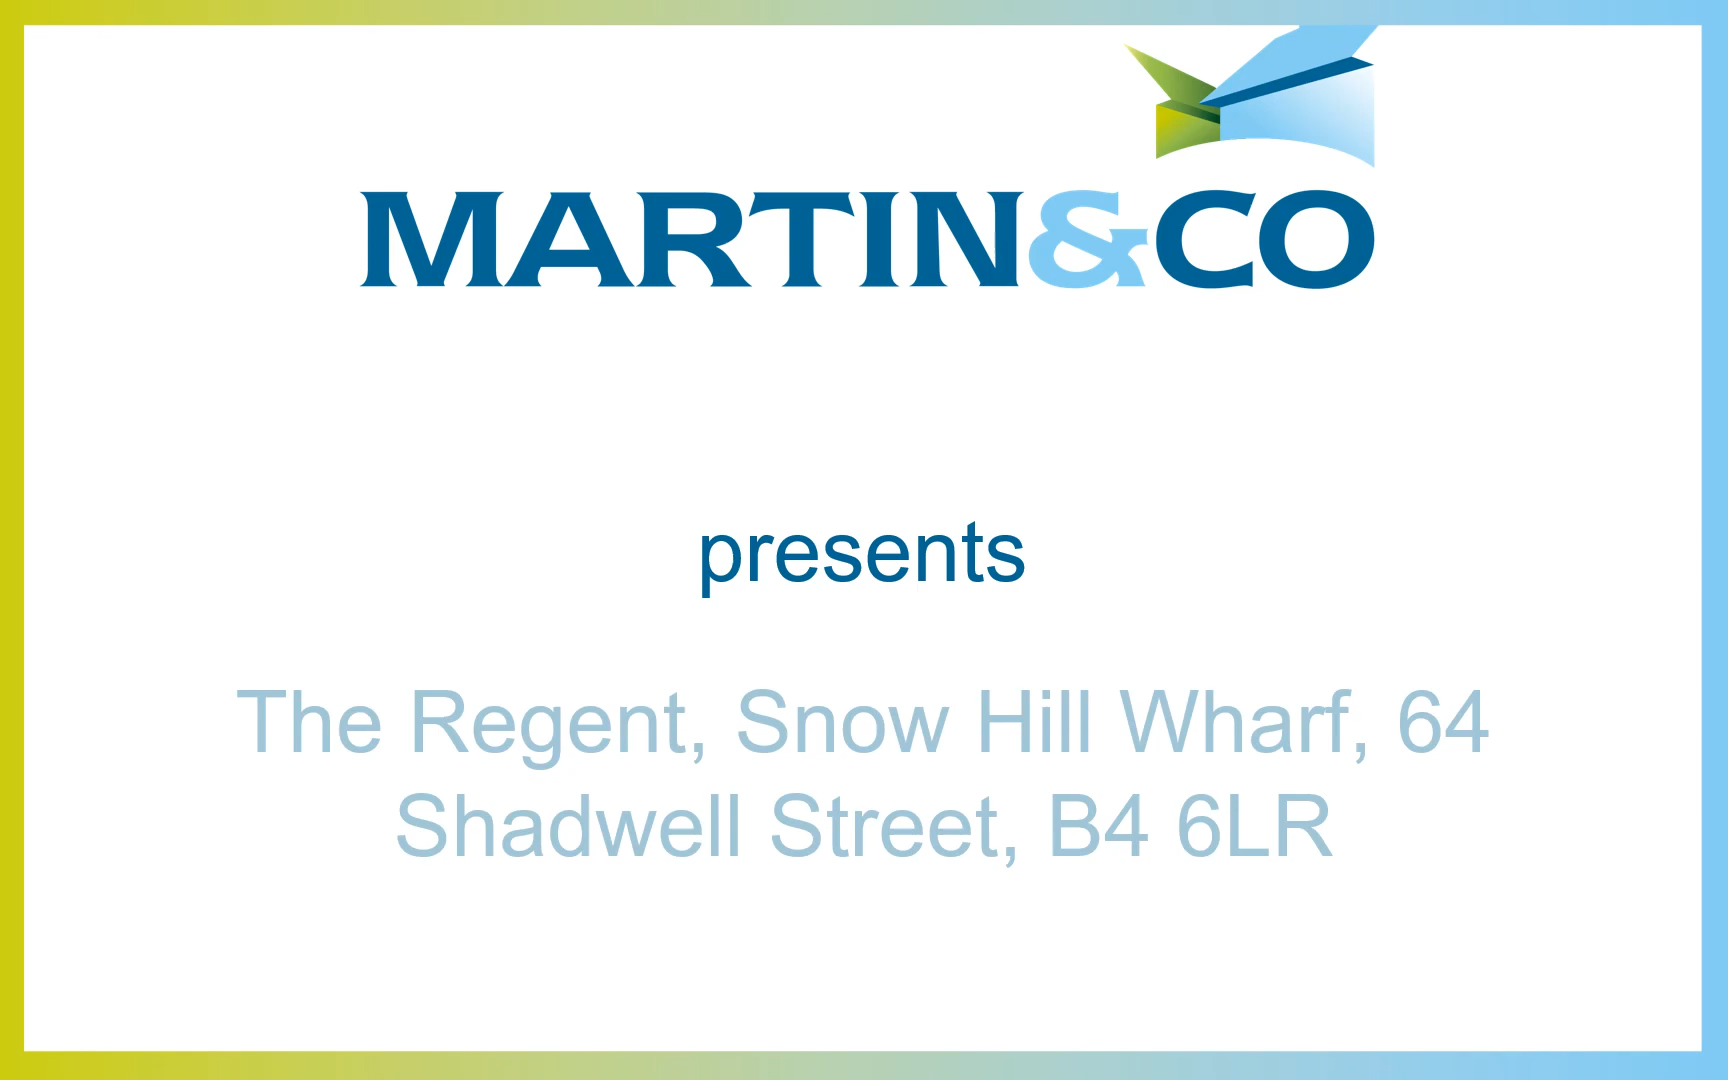 MARTIN&CO
presents
The Regent, Snow Hill Wharf, 64
Shadwell Street, B4 6LR